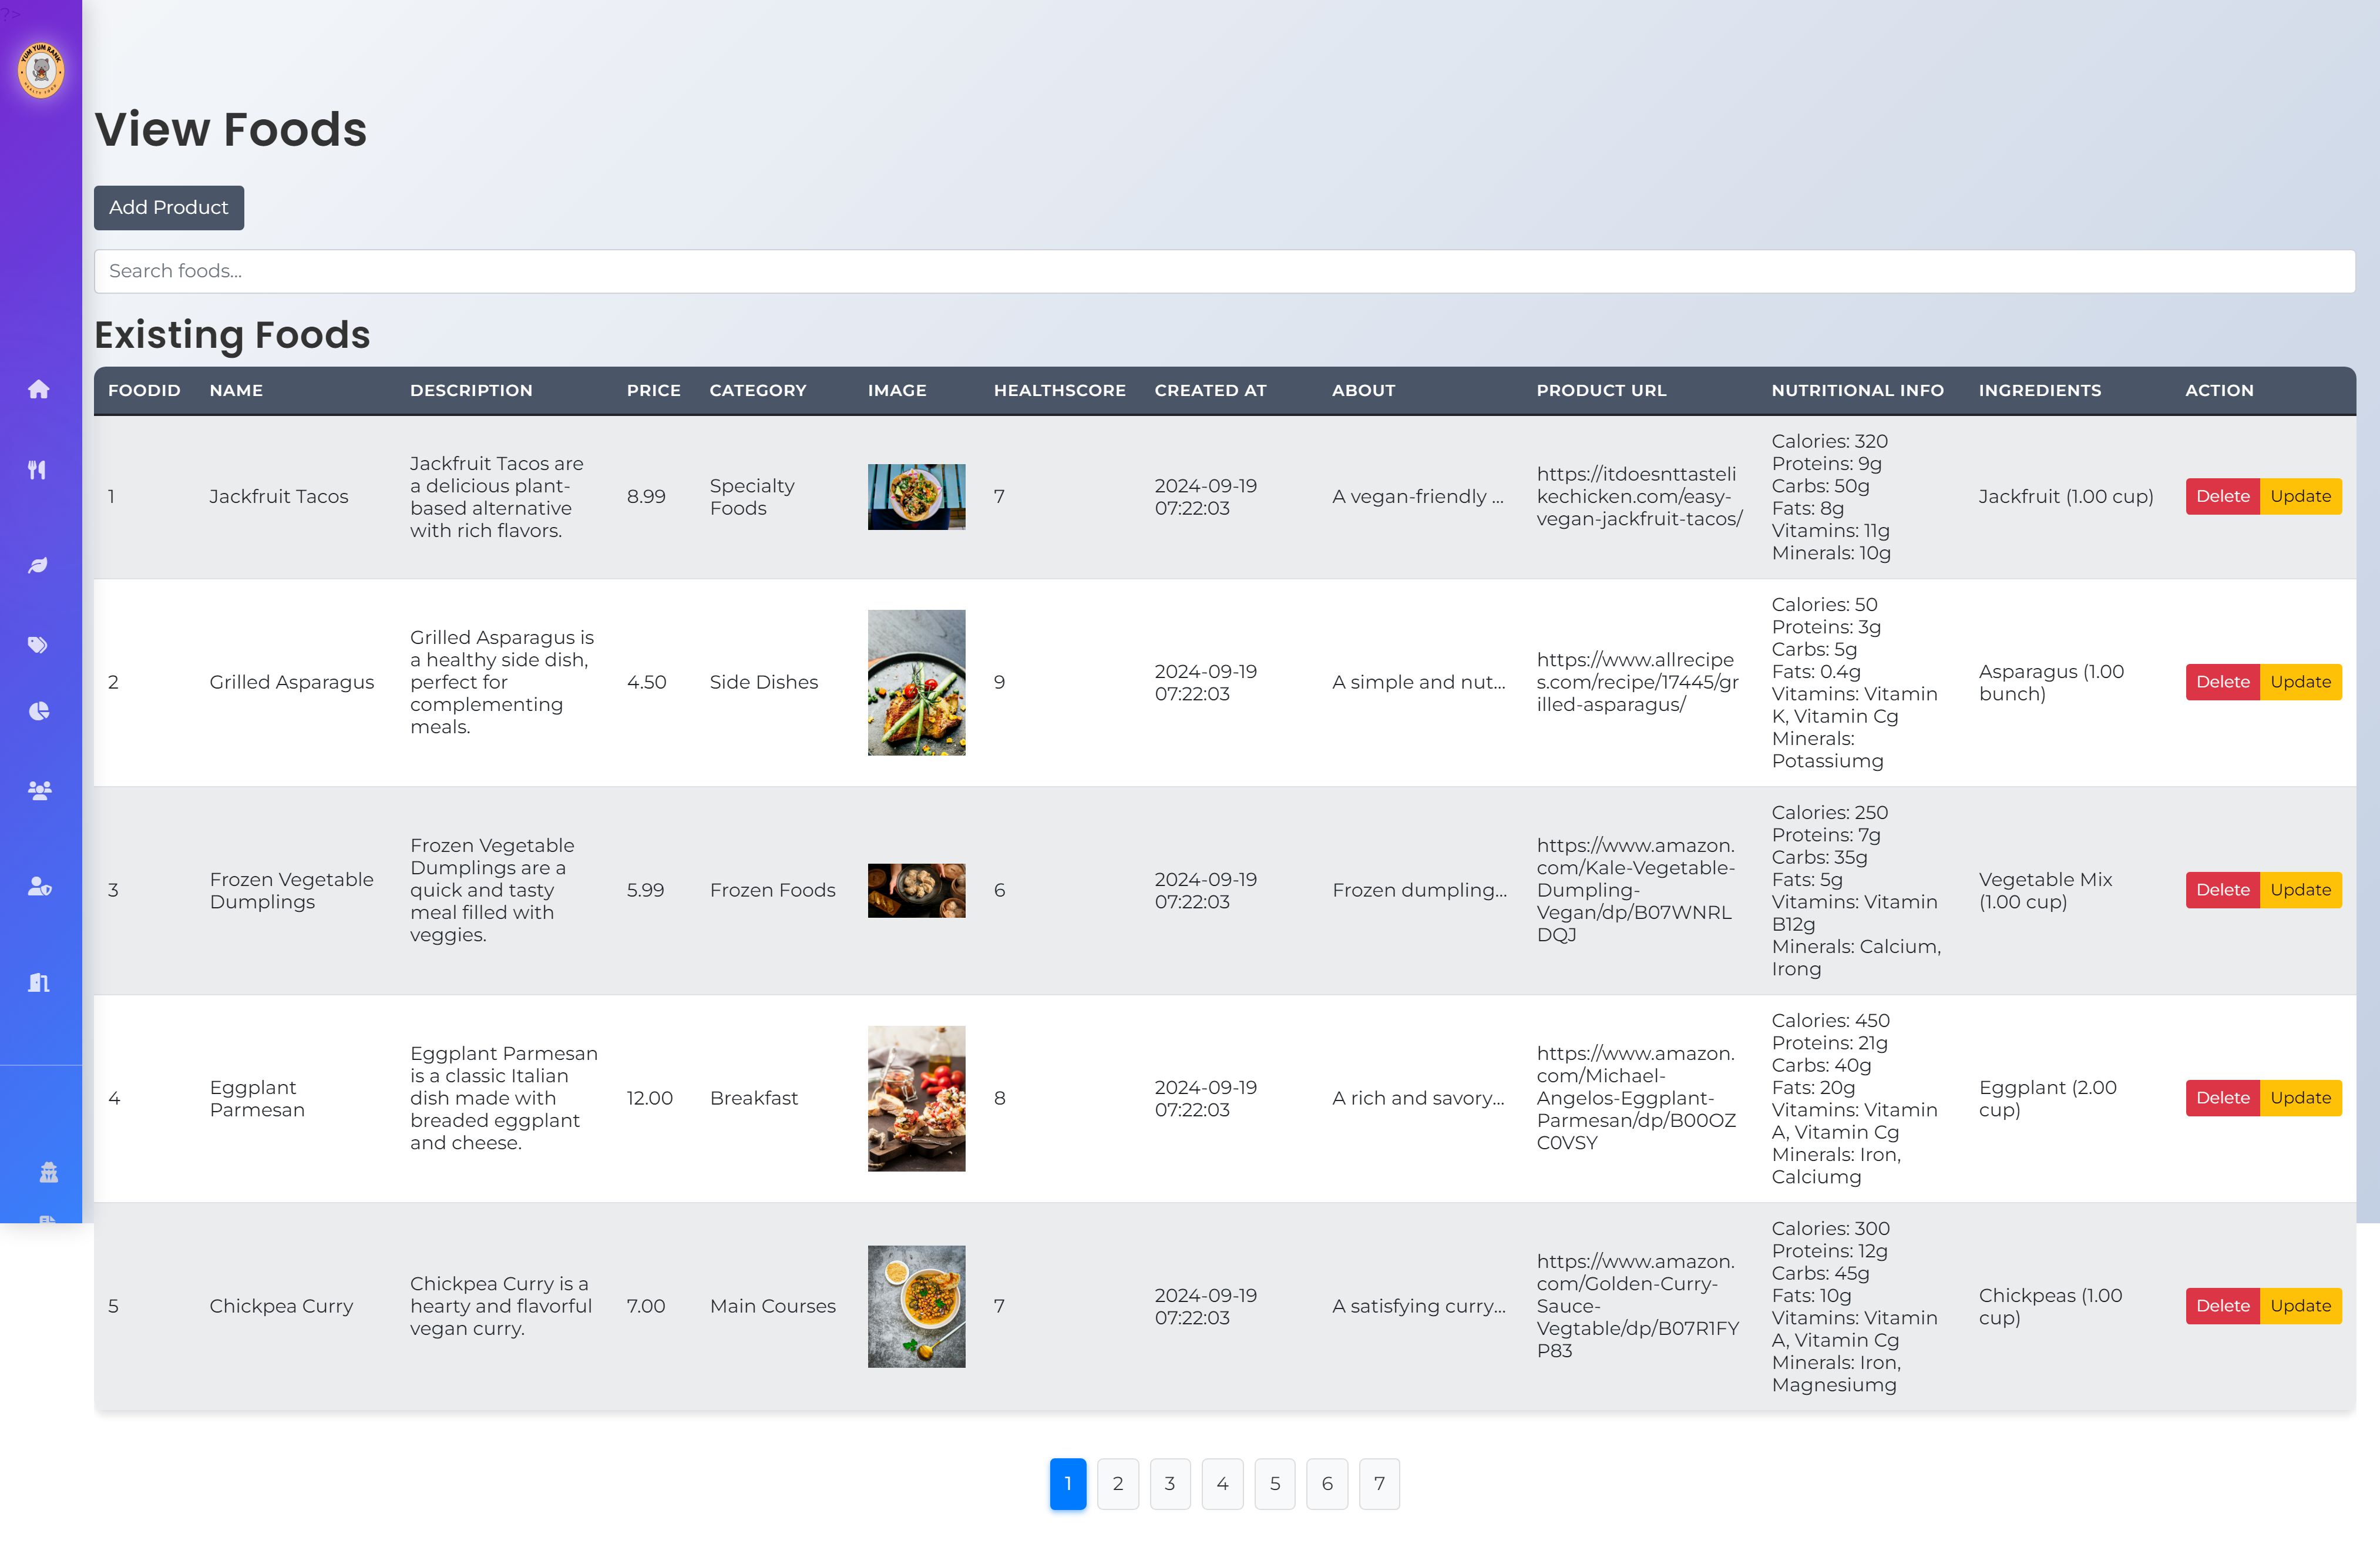 ?>
YUM YUM RANK
HEALTY FOOD
View Foods
Add Product
Search foods...
Existing Foods
FOODID NAME DESCRIPTION PRICE CATEGORY IMAGE HEALTHSCORE CREATED AT ABOUT PRODUCT URL NUTRITIONAL INFO INGREDIENTS ACTION
1
Jackfruit Tacos
Jackfruit Tacos are
a delicious plant-
based alternative
with rich flavors.
8.99
Specialty
Foods
7
2024-09-19
07:22:03
A vegan-friendly ...
https://itdoesnttasteli
kechicken.com/easy-
vegan-jackfruit-tacos/
Calories: 320
Proteins: 9g
Carbs: 50g
Fats: 8g
Vitamins: 11g
Minerals: 10g
Jackfruit (1.00 cup)
Delete Update
2
Grilled Asparagus
Grilled Asparagus is
a healthy side dish,
perfect for
complementing
meals.
4.50
Side Dishes
9
2024-09-19
07:22:03
A simple and nut...
https://www.allrecipe
s.com/recipe/17445/gr
illed-asparagus/
Calories: 50
Proteins: 3g
Carbs: 5g
Fats: 0.4g
Vitamins: Vitamin
K, Vitamin Cg
Minerals:
Potassiumg
Asparagus (1.00
bunch)
Delete Update
3
Frozen Vegetable
Dumplings
Frozen Vegetable
Dumplings are a
quick and tasty
meal filled with
veggies.
5.99
Frozen Foods
6
2024-09-19
07:22:03
Frozen dumpling...
https://www.amazon.
com/Kale-Vegetable-
Dumpling-
Vegan/dp/B07WNRL
DQJ
Calories: 250
Proteins: 7g
Carbs: 35g
Fats: 5g
Vitamins: Vitamin
B12g
Minerals: Calcium,
Irong
Vegetable Mix
(1.00 cup)
Delete Update
4
Eggplant
Parmesan
Eggplant Parmesan
is a classic Italian
dish made with
breaded eggplant
and cheese.
12.00
Breakfast
8
2024-09-19
07:22:03
A rich and savory...
https://www.amazon.
com/Michael-
Angelos-Eggplant-
Parmesan/dp/B00OZ
C0VSY
Calories: 450
Proteins: 21g
Carbs: 40g
Fats: 20g
Vitamins: Vitamin
A, Vitamin Cg
Minerals: Iron,
Calciumg
Eggplant (2.00
cup)
Delete Update
5
Chickpea Curry
Chickpea Curry is a
hearty and flavorful
vegan curry.
7.00
Main Courses
7
2024-09-19
07:22:03
A satisfying curry...
https://www.amazon.
com/Golden-Curry-
Sauce-
Vegtable/dp/B07R1FY
P83
Calories: 300
Proteins: 12g
Carbs: 45g
Fats: 10g
Vitamins: Vitamin
A, Vitamin Cg
Minerals: Iron,
Magnesiumg
Chickpeas (1.00
cup)
Delete Update
1 2 3 4 5 6 7